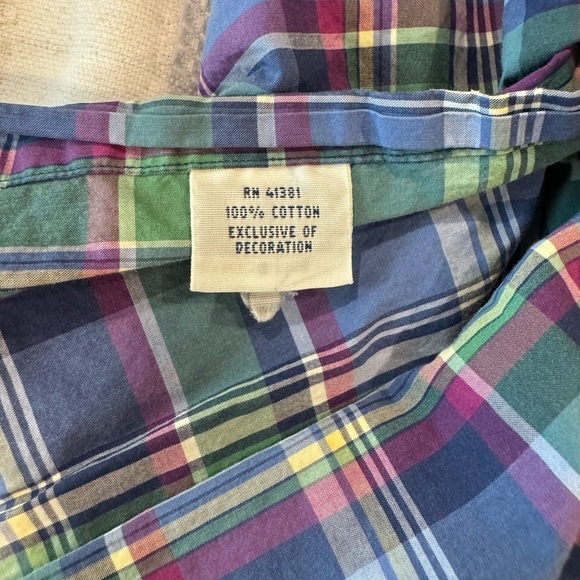 RN 41381
100% COTTON
EXCLUSIVE OF
DECORATION